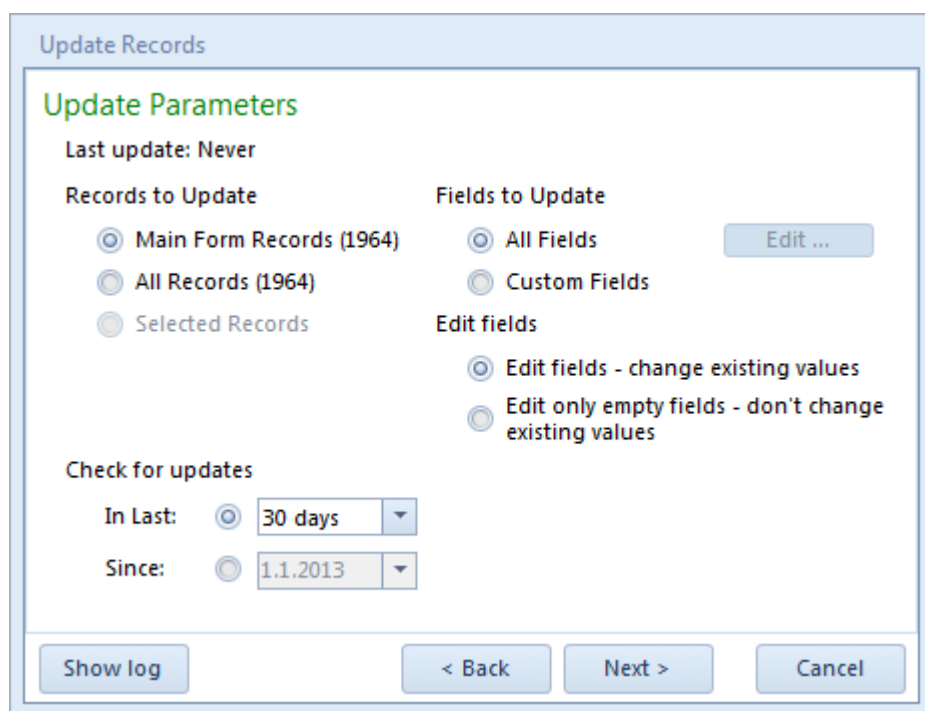 Update Records
Update Parameters
Last update: Never
Records to Update
Main Form Records (1964)
All Records (1964)
Selected Records
Fields to Update
All Fields
Edit ...
Custom Fields
Edit fields
Edit fields - change existing values
Edit only empty fields - don't change
existing values
Check for updates
In Last:
30 days
Since:
1.1.2013
Show log
< Back
Next >
Cancel